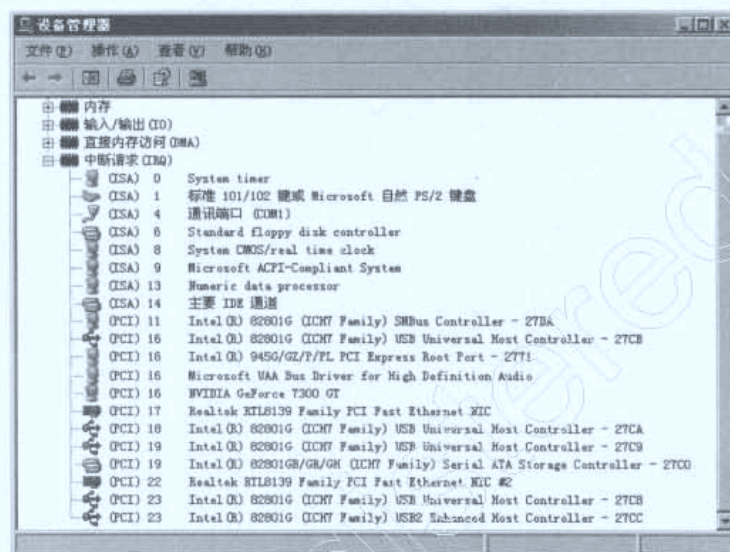 设备管理器
文件(F) 操作(A) 查看(V) 帮助(H)
内存
输入/输出(IO)
直接内存访问(DMA)
中断请求(IRQ)
(ISA) 0 System timer
(ISA) 1 标准 101/102 键或 Microsoft 自然 PS/2 键盘
(ISA) 4 通讯端口 (COM1)
(ISA) 6 Standard floppy disk controller
(ISA) 8 System CMOS/real time clock
(ISA) 9 Microsoft ACPI-Compliant System
(ISA) 13 Numeric data processor
(ISA) 14 主要 IDE 通道
(PCI) 11 Intel(R) 82801G (ICH7 Family) SMBus Controller - 27DA
(PCI) 16 Intel(R) 82801G (ICH7 Family) USB Universal Host Controller - 27CB
(PCI) 16 Intel(R) 945G/GZ/P/PL PCI Express Root Port - 2771
(PCI) 16 Microsoft UAA Bus Driver for High Definition Audio
(PCI) 16 NVIDIA GeForce 7300 GT
(PCI) 17 Realtek RTL8139 Family PCI Fast Ethernet NIC
(PCI) 18 Intel(R) 82801G (ICH7 Family) USB Universal Host Controller - 27CA
(PCI) 19 Intel(R) 82801G (ICH7 Family) USB Universal Host Controller - 27C9
(PCI) 19 Intel(R) 82801GB/GR/GH (ICH7 Family) Serial ATA Storage Controller - 27C0
(PCI) 22 Realtek RTL8139 Family PCI Fast Ethernet NIC #2
(PCI) 23 Intel(R) 82801G (ICH7 Family) USB Universal Host Controller - 27C8
(PCI) 23 Intel(R) 82801G (ICH7 Family) USB2 Enhanced Host Controller - 27CC